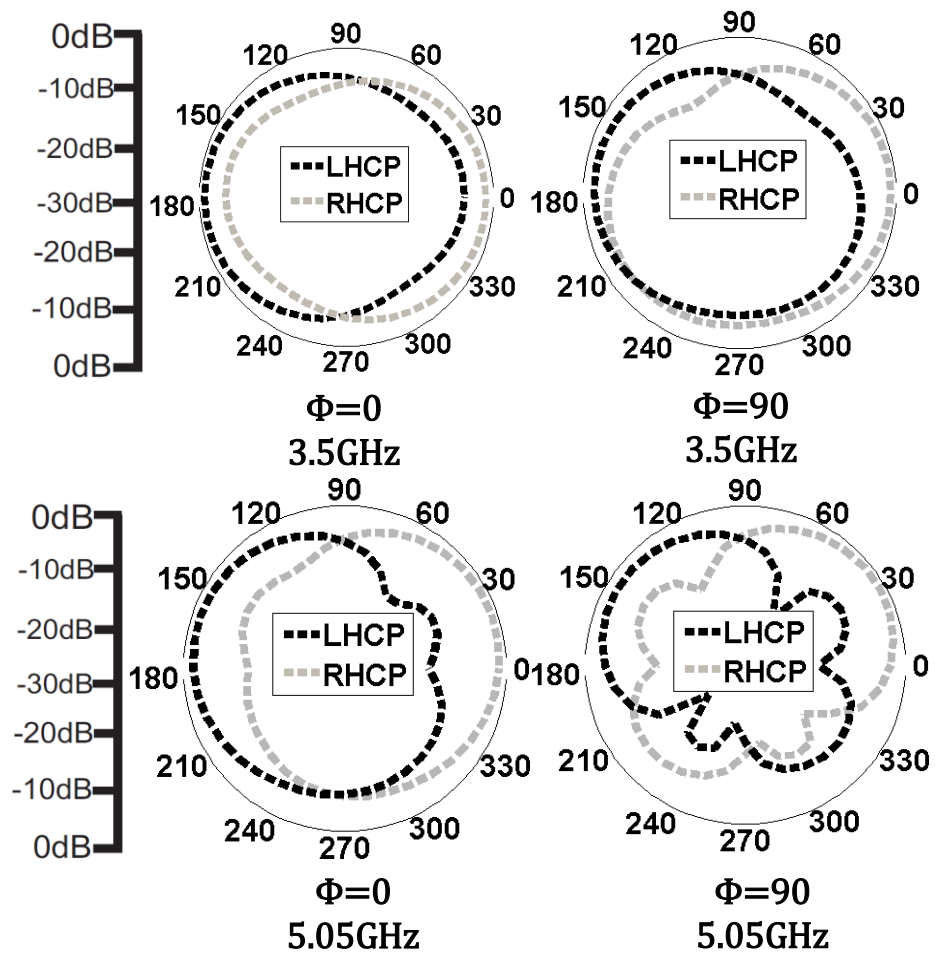 0dB
-10dB
-20dB
-30dB
-20dB
-10dB
0dB
90
120 60
150 30
180 0
210 330
240 300
270
LHCP
RHCP
Φ=0
3.5GHz
90
120 60
150 30
180 0
210 330
240 300
270
LHCP
RHCP
Φ=90
3.5GHz
0dB
-10dB
-20dB
-30dB
-20dB
-10dB
0dB
90
120 60
150 30
180 0
210 330
240 300
270
LHCP
RHCP
Φ=0
5.05GHz
90
120 60
150 30
180 0
210 330
240 300
270
LHCP
RHCP
Φ=90
5.05GHz